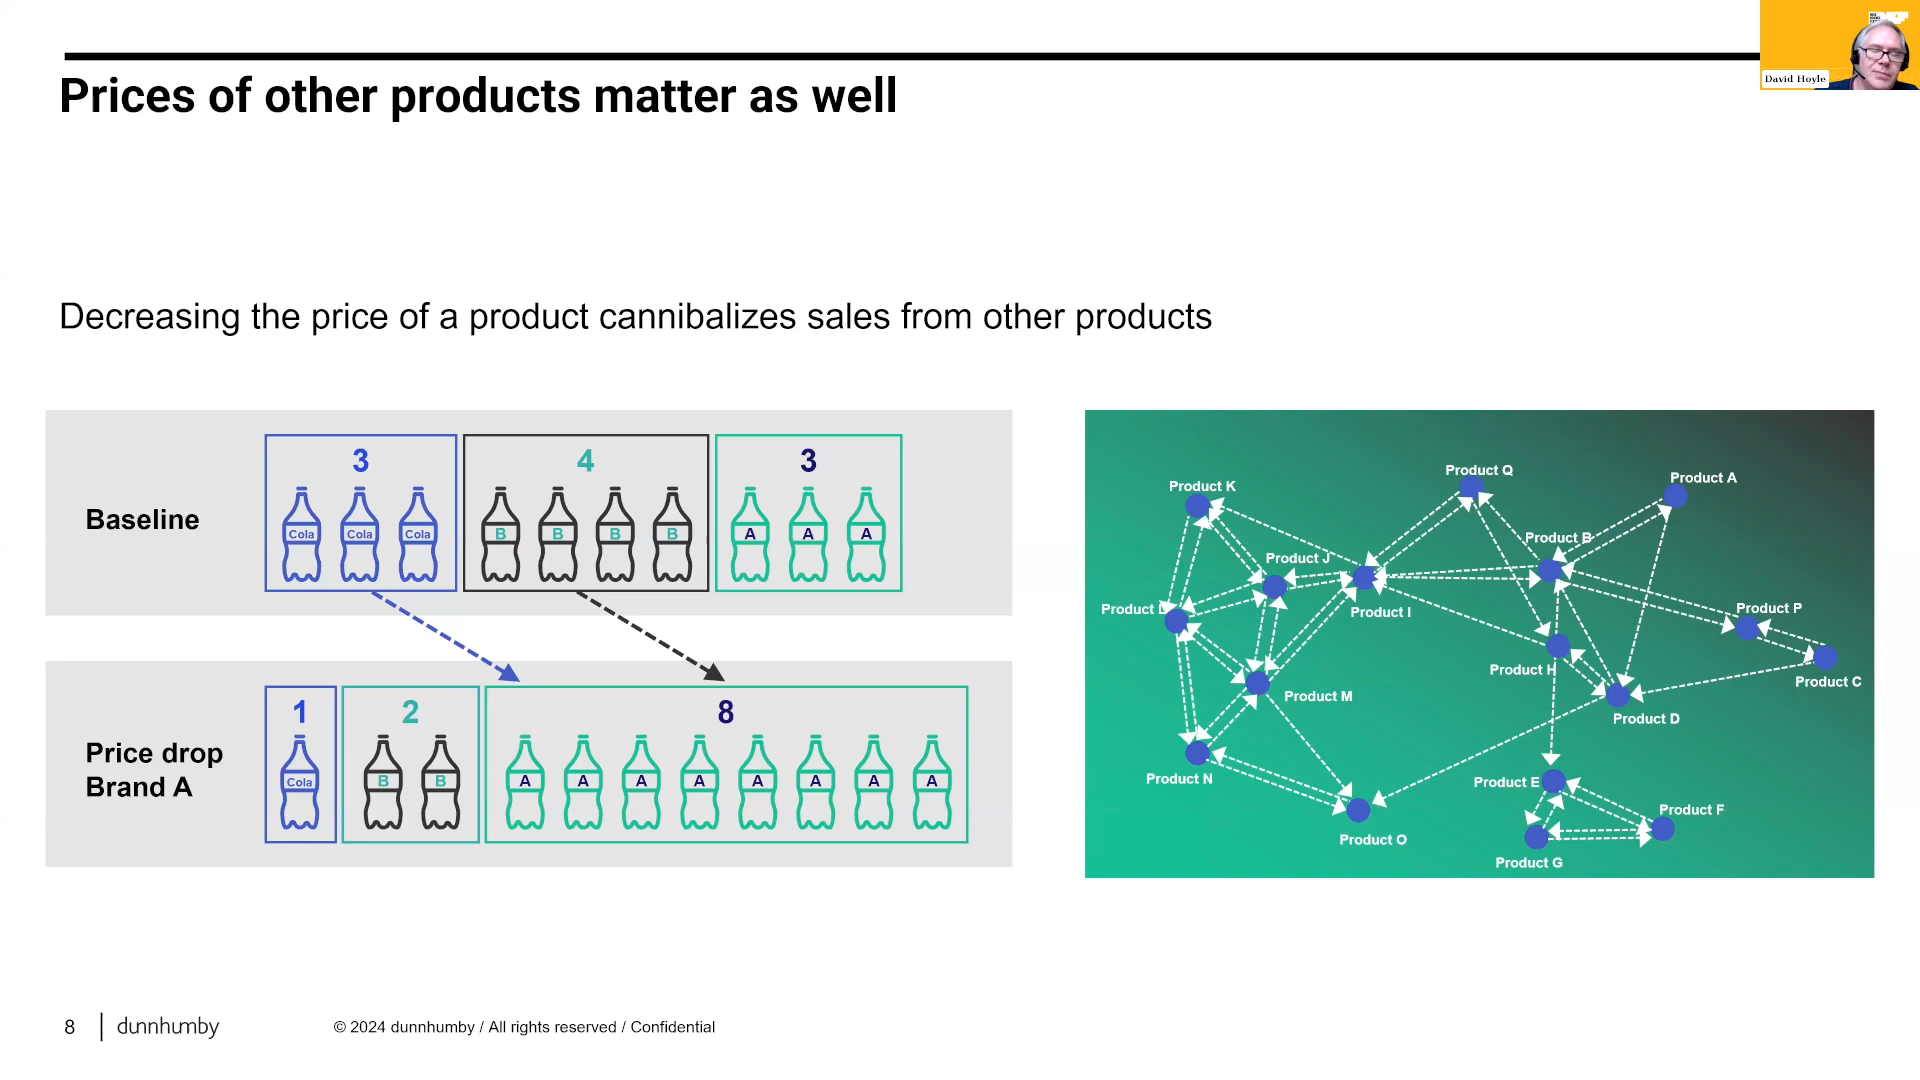 Prices of other products matter as well
David Hoyle
Decreasing the price of a product cannibalizes sales from other products
Baseline
3
4
3
Cola Cola Cola
B B B B
A A A
Price drop
Brand A
1
2
8
Cola
B B
A A A A A A A A
Product Q
Product A
Product K
Product B
Product J
Product P
Product I
Product H
Product C
Product M
Product D
Product N
Product E
Product F
Product O
Product G
8
dunnhumby
© 2024 dunnhumby / All rights reserved / Confidential